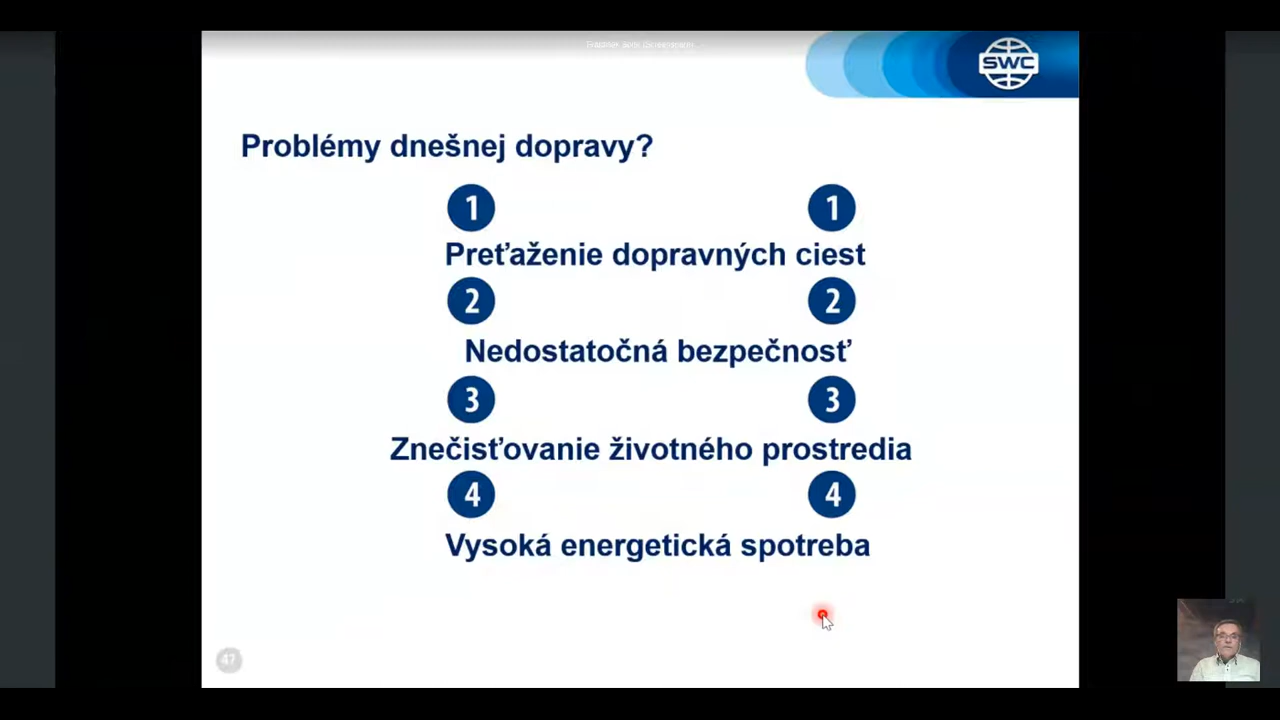 SWC
Problémy dnešnej dopravy?
1 1
Preťaženie dopravných ciest
2 2
Nedostatočná bezpečnosť
3 3
Znečisťovanie životného prostredia
4 4
Vysoká energetická spotreba
47